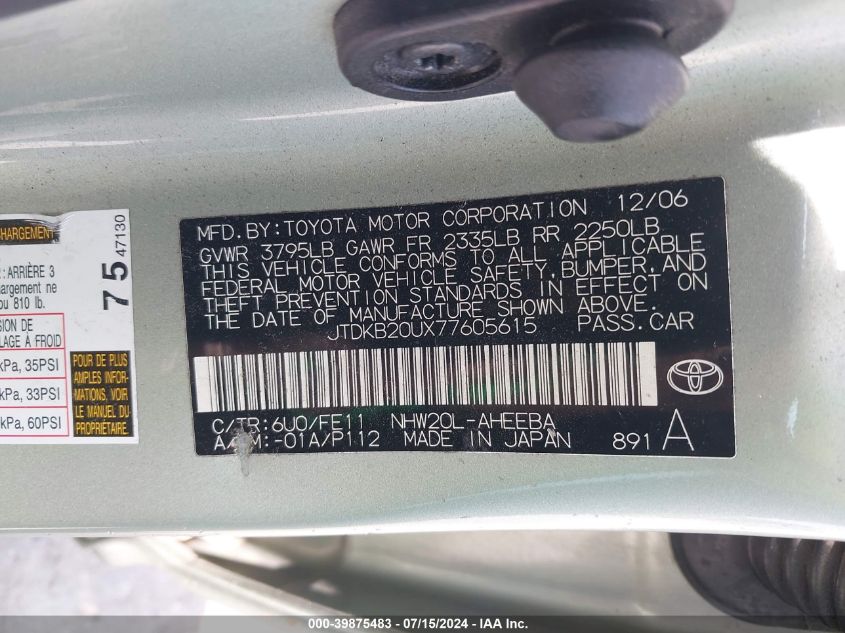 CHARGEMENT
: ARRIÈRE 3
chargement ne
ou 810 lb.
75 47130
SION DE
LAGE À FROID
kPa, 35PSI
kPa, 33PSI
kPa, 60PSI
POUR DE PLUS
AMPLES INFOR-
MATIONS, VOIR
LE MANUEL DU
PROPRIÉTAIRE
MFD.BY:TOYOTA MOTOR CORPORATION 12/06
GVWR 3795LB GAWR FR 2335LB RR 2250LB
THIS VEHICLE CONFORMS TO ALL APPLICABLE
FEDERAL MOTOR VEHICLE SAFETY,BUMPER,AND
THEFT PREVENTION STANDARDS IN EFFECT ON
THE DATE OF MANUFACTURE SHOWN ABOVE.
JTDKB20UX77605615 PASS.CAR
C/TR:6U0/FE11 NHW20L-AHEEBA
A/TM:-01A/P112 MADE IN JAPAN 891 A
000-39875483 - 07/15/2024 - IAA Inc.